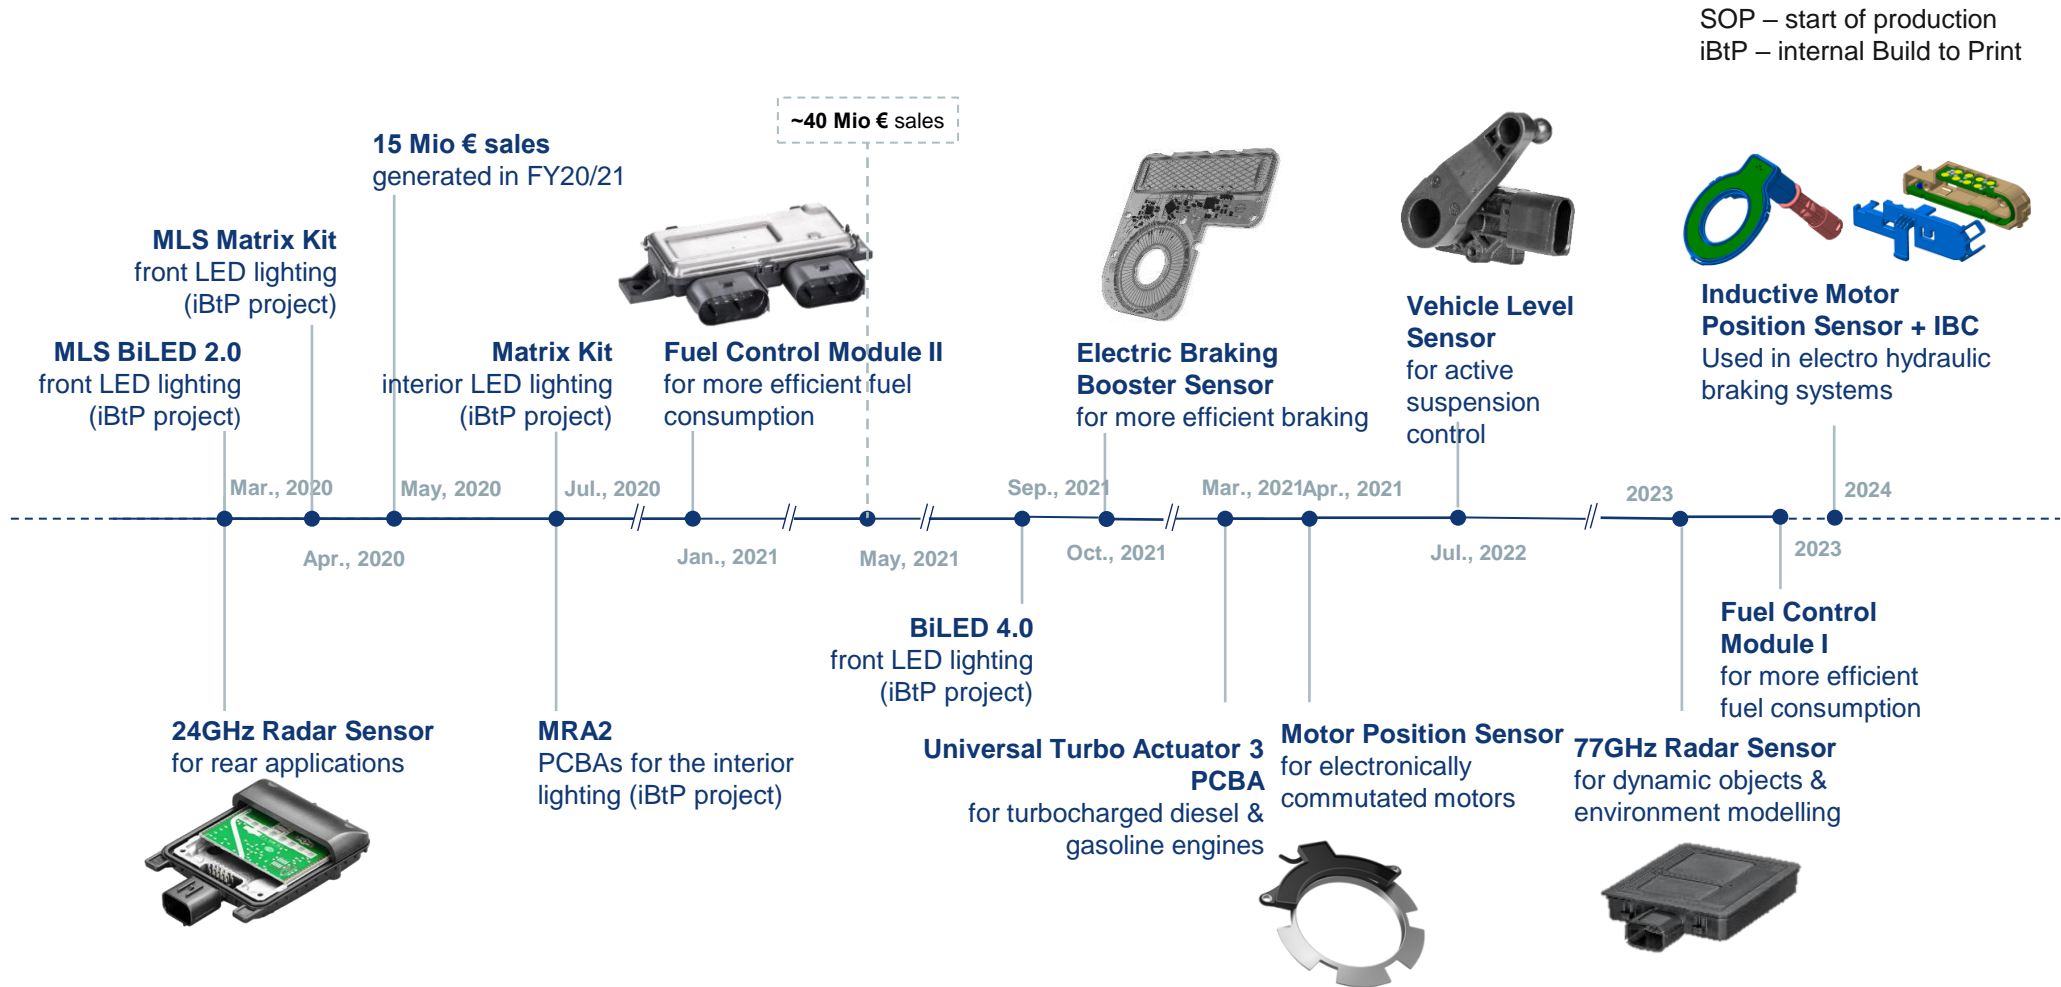 SOP – start of production
iBtP – internal Build to Print
~40 Mio € sales
15 Mio € sales
generated in FY20/21
MLS Matrix Kit
front LED lighting
(iBtP project)
MLS BiLED 2.0
front LED lighting
(iBtP project)
Matrix Kit
interior LED lighting
(iBtP project)
Fuel Control Module II
for more efficient fuel
consumption
Electric Braking
Booster Sensor
for more efficient braking
Vehicle Level
Sensor
for active
suspension
control
Inductive Motor
Position Sensor + IBC
Used in electro hydraulic
braking systems
Mar., 2020
May, 2020
Jul., 2020
Sep., 2021
Mar., 2021
Apr., 2021
2023
2024
Apr., 2020
Jan., 2021
May, 2021
Oct., 2021
Jul., 2022
2023
24GHz Radar Sensor
for rear applications
MRA2
PCBAs for the interior
lighting (iBtP project)
BiLED 4.0
front LED lighting
(iBtP project)
Universal Turbo Actuator 3
PCBA
for turbocharged diesel &
gasoline engines
Motor Position Sensor
for electronically
commutated motors
77GHz Radar Sensor
for dynamic objects &
environment modelling
Fuel Control
Module I
for more efficient
fuel consumption